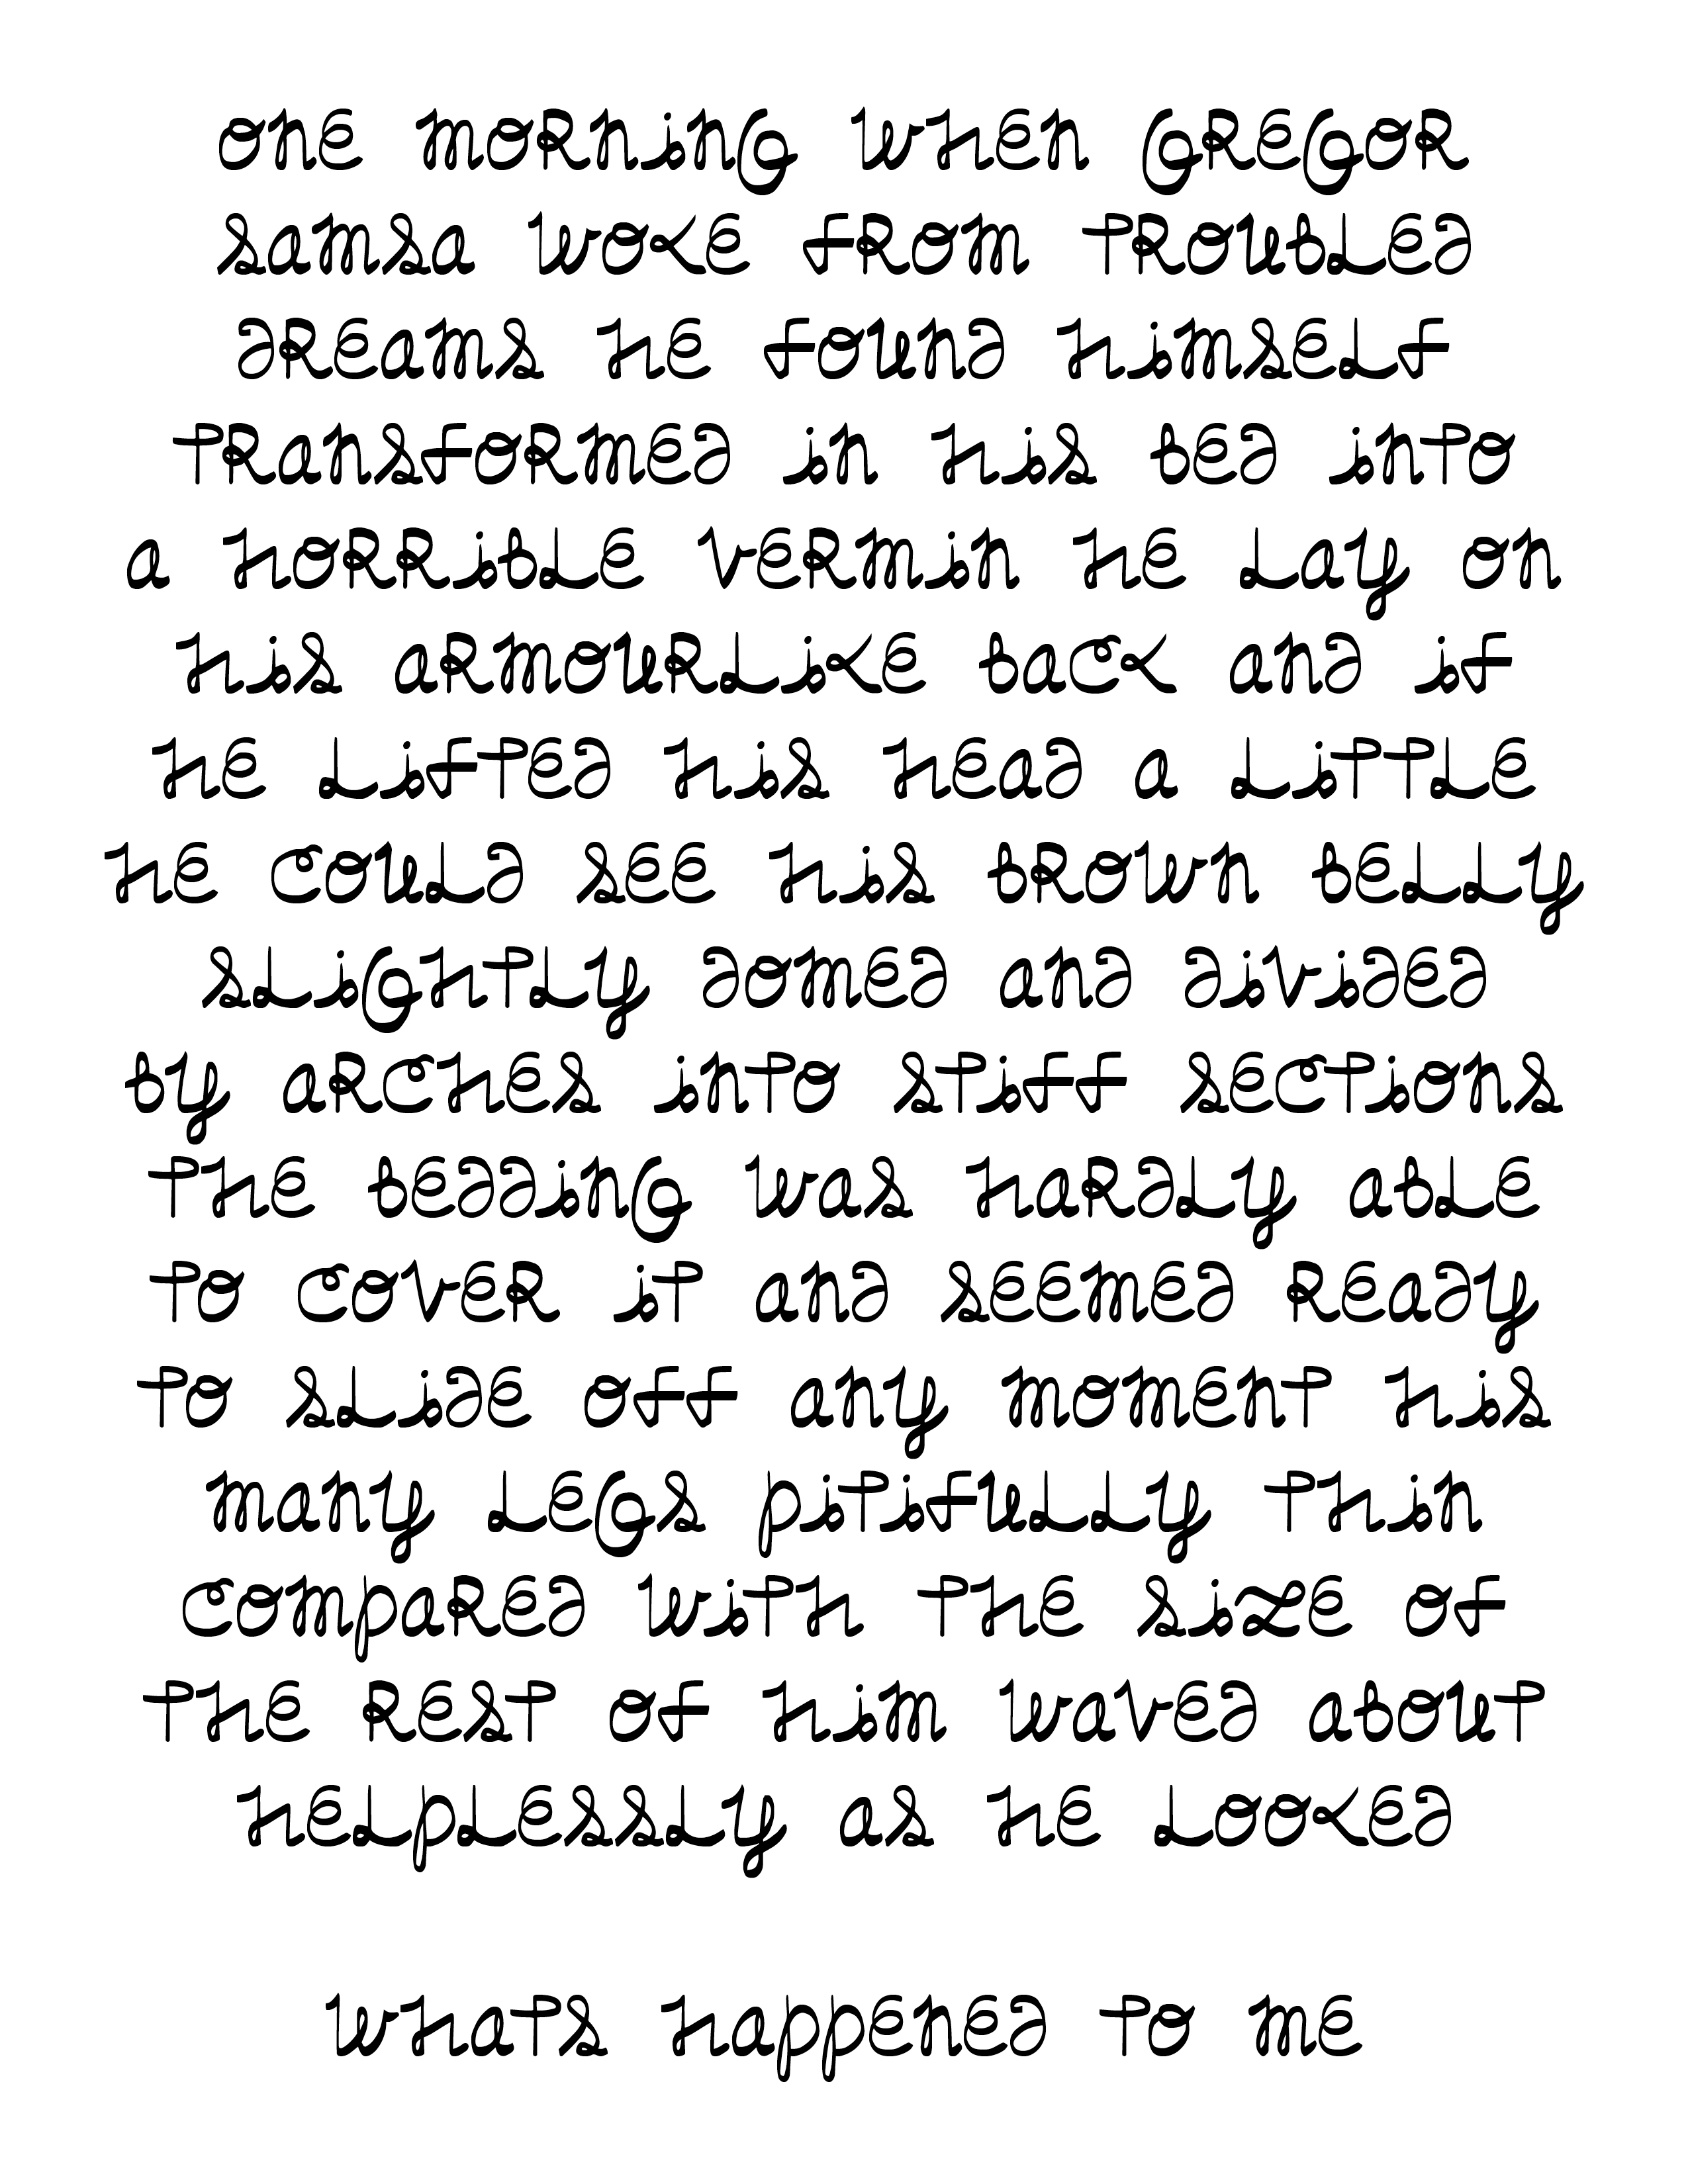 one morning when gregor
samsa woke from troubled
dreams he found himself
transformed in his bed into
a horrible vermin he lay on
his armourlike back and if
he lifted his head a little
he could see his brown belly
slightly domed and divided
by arches into stiff sections
the bedding was hardly able
to cover it and seemed ready
to slide off any moment his
many legs pitifully thin
compared with the size of
the rest of him waved about
helplessly as he looked
whats happened to me